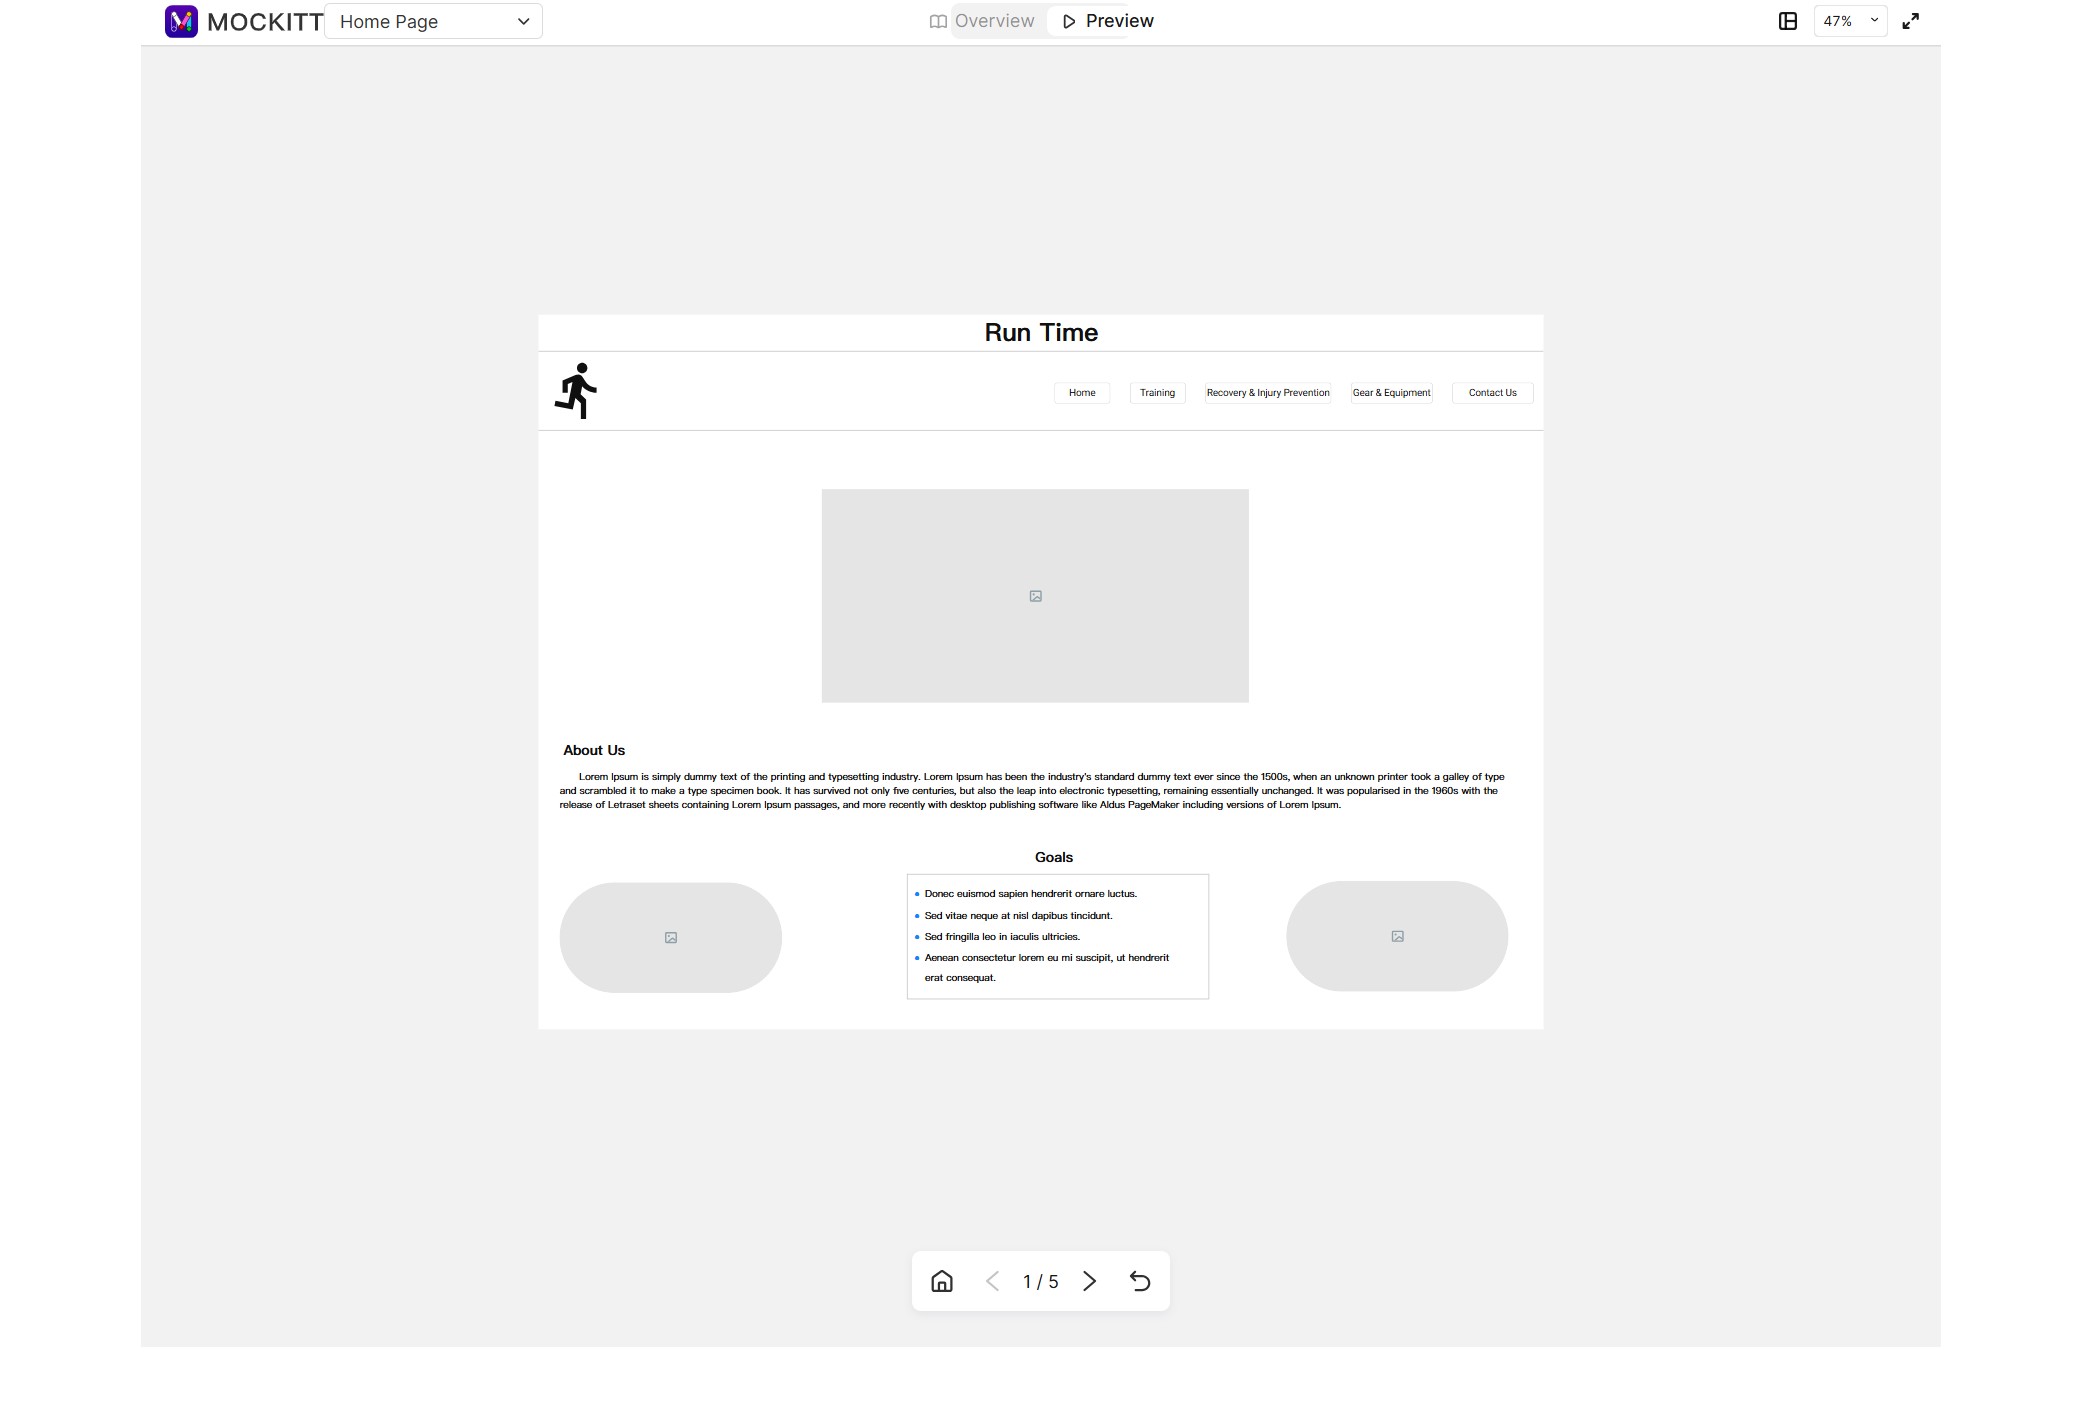 MOCKITT
Home Page
Overview
Preview
47%
Run Time
Home
Training
Recovery & Injury Prevention
Gear & Equipment
Contact Us
About Us
Lorem Ipsum is simply dummy text of the printing and typesetting industry. Lorem Ipsum has been the industry's standard dummy text ever since the 1500s, when an unknown printer took a galley of type
and scrambled it to make a type specimen book. It has survived not only five centuries, but also the leap into electronic typesetting, remaining essentially unchanged. It was popularised in the 1960s with the
release of Letraset sheets containing Lorem Ipsum passages, and more recently with desktop publishing software like Aldus PageMaker including versions of Lorem Ipsum.
Goals
Donec euismod sapien hendrerit ornare luctus.
Sed vitae neque at nisl dapibus tincidunt.
Sed fringilla leo in iaculis ultricies.
Aenean consectetur lorem eu mi suscipit, ut hendrerit
erat consequat.
1 / 5